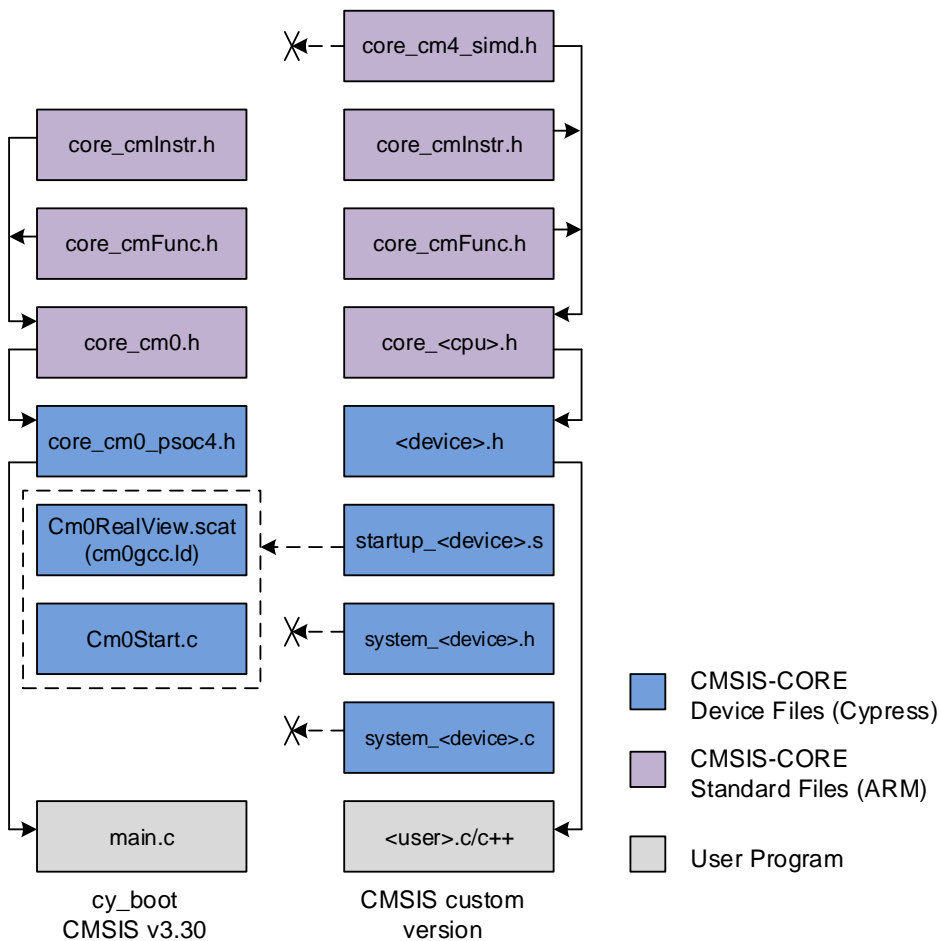 core_cm4_simd.h
core_cmInstr.h
core_cmInstr.h
core_cmFunc.h
core_cmFunc.h
core_cm0.h
core_<cpu>.h
core_cm0_psoc4.h
<device>.h
Cm0RealView.scat
(cm0gcc.ld)
startup_<device>.s
Cm0Start.c
system_<device>.h
system_<device>.c
main.c
<user>.c/c++
cy_boot
CMSIS v3.30
CMSIS custom
version
CMSIS-CORE
Device Files (Cypress)
CMSIS-CORE
Standard Files (ARM)
User Program